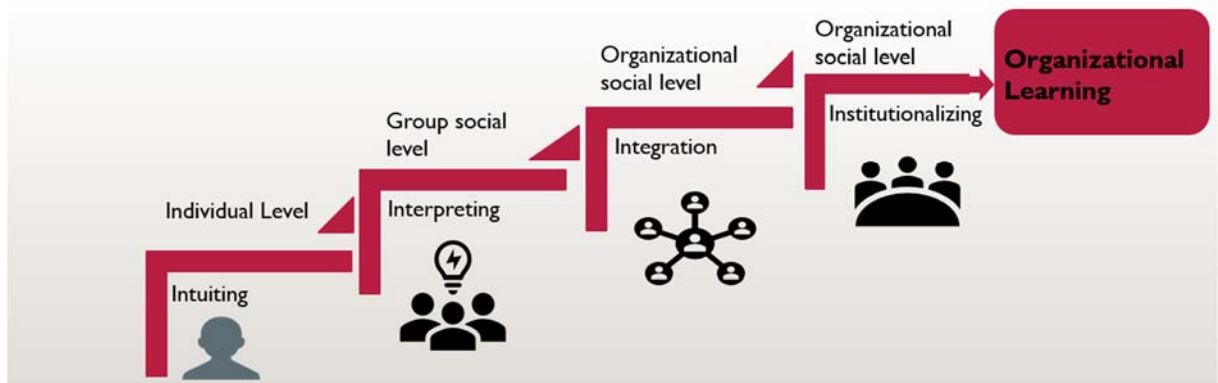 Individual Level
Intuiting
Group social
level
Interpreting
Organizational
social level
Integration
Organizational
social level
Institutionalizing
Organizational
Learning